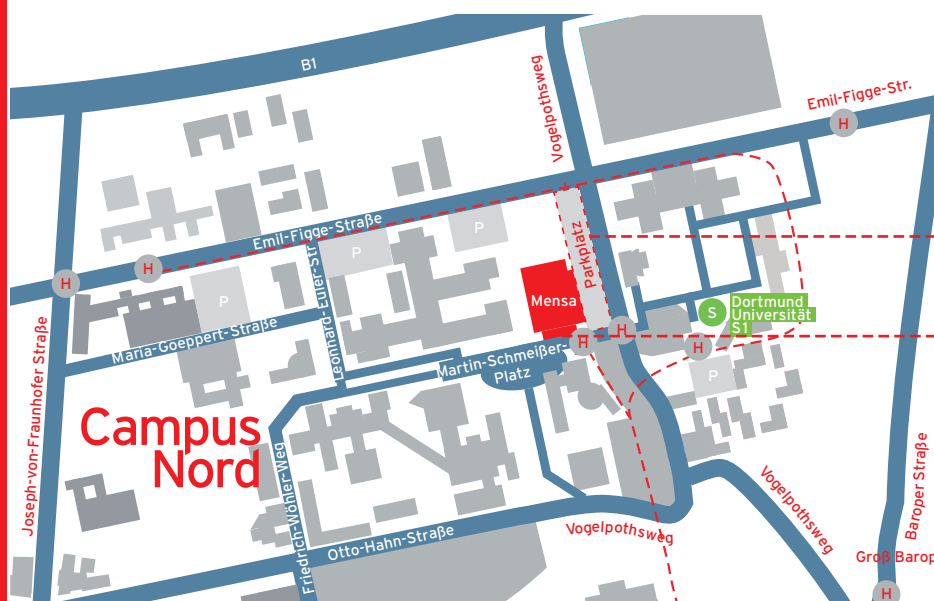 B1
Vogelpothsweg
Emil-Figge-Str.
H
Emil-Figge-Straße
P
P
Parkplatz
H
H
P
Leonhard-Euler-Str.
Mensa
S
Dortmund
Universität
S1
Maria-Goeppert-Straße
H
H
H
Martin-Schmeißer-
Platz
P
Joseph-von-Fraunhofer Straße
Campus
Nord
Friedrich-Wöhler-Weg
Otto-Hahn-Straße
Vogelpothsweg
Vogelpothsweg
Baroper Straße
Groß Barop
H